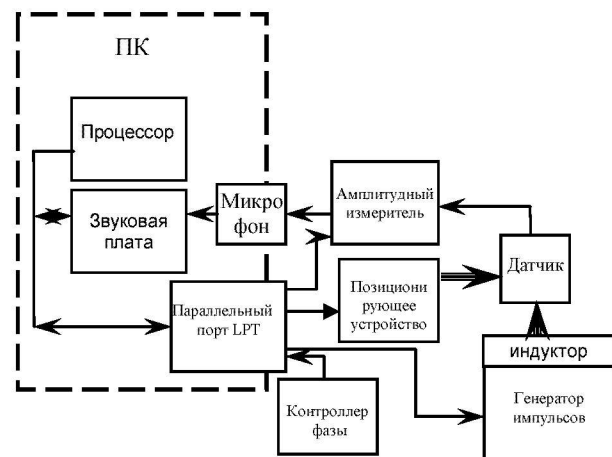 ПК
Процессор
Звуковая
плата
Микро
фон
Амплитудный
измеритель
Датчик
Параллельный
порт LPT
Позициони
рующее
устройство
индуктор
Генератор
импульсов
Контроллер
фазы